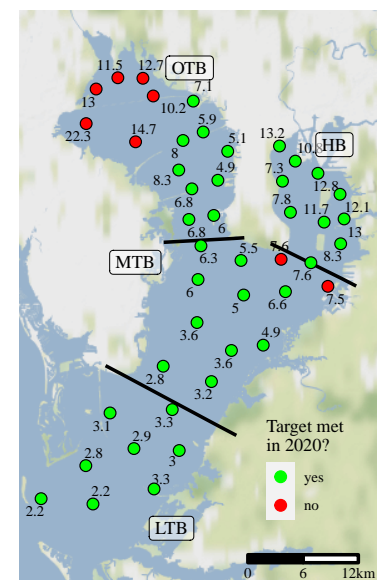 11.5 12.7
OTB
13 7.1
10.2
22.3 14.7 5.9
13.2 HB
8 5.1 10.8
8.3 4.9 7.3
12.8
6.8 7.8
6.8 6 11.7 12.1
13
MTB 6.3 5.5 7.6 8.3
7.6
6 5 6.6 7.5
3.6
3.6 4.9
2.8 3.2
3.1 3.3
2.9
2.8 3
3.3
2.2 2.2
LTB
Target met
in 2020?
yes
no
0 6 12km